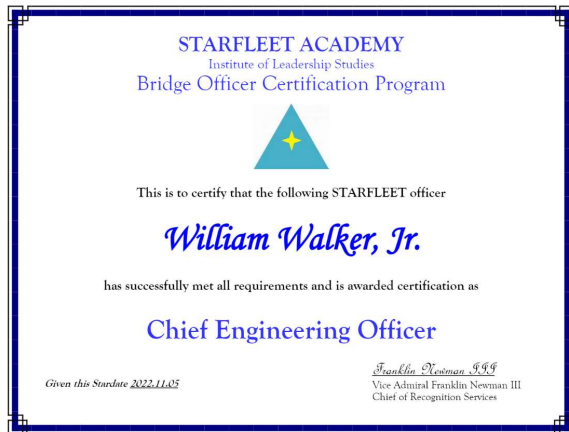 STARFLEET ACADEMY
Institute of Leadership Studies
Bridge Officer Certification Program
This is to certify that the following STARFLEET officer
William Walker, Jr.
has successfully met all requirements and is awarded certification as
Chief Engineering Officer
Given this Stardate 2022.11.05
Franklin Newman III
Vice Admiral Franklin Newman III
Chief of Recognition Services